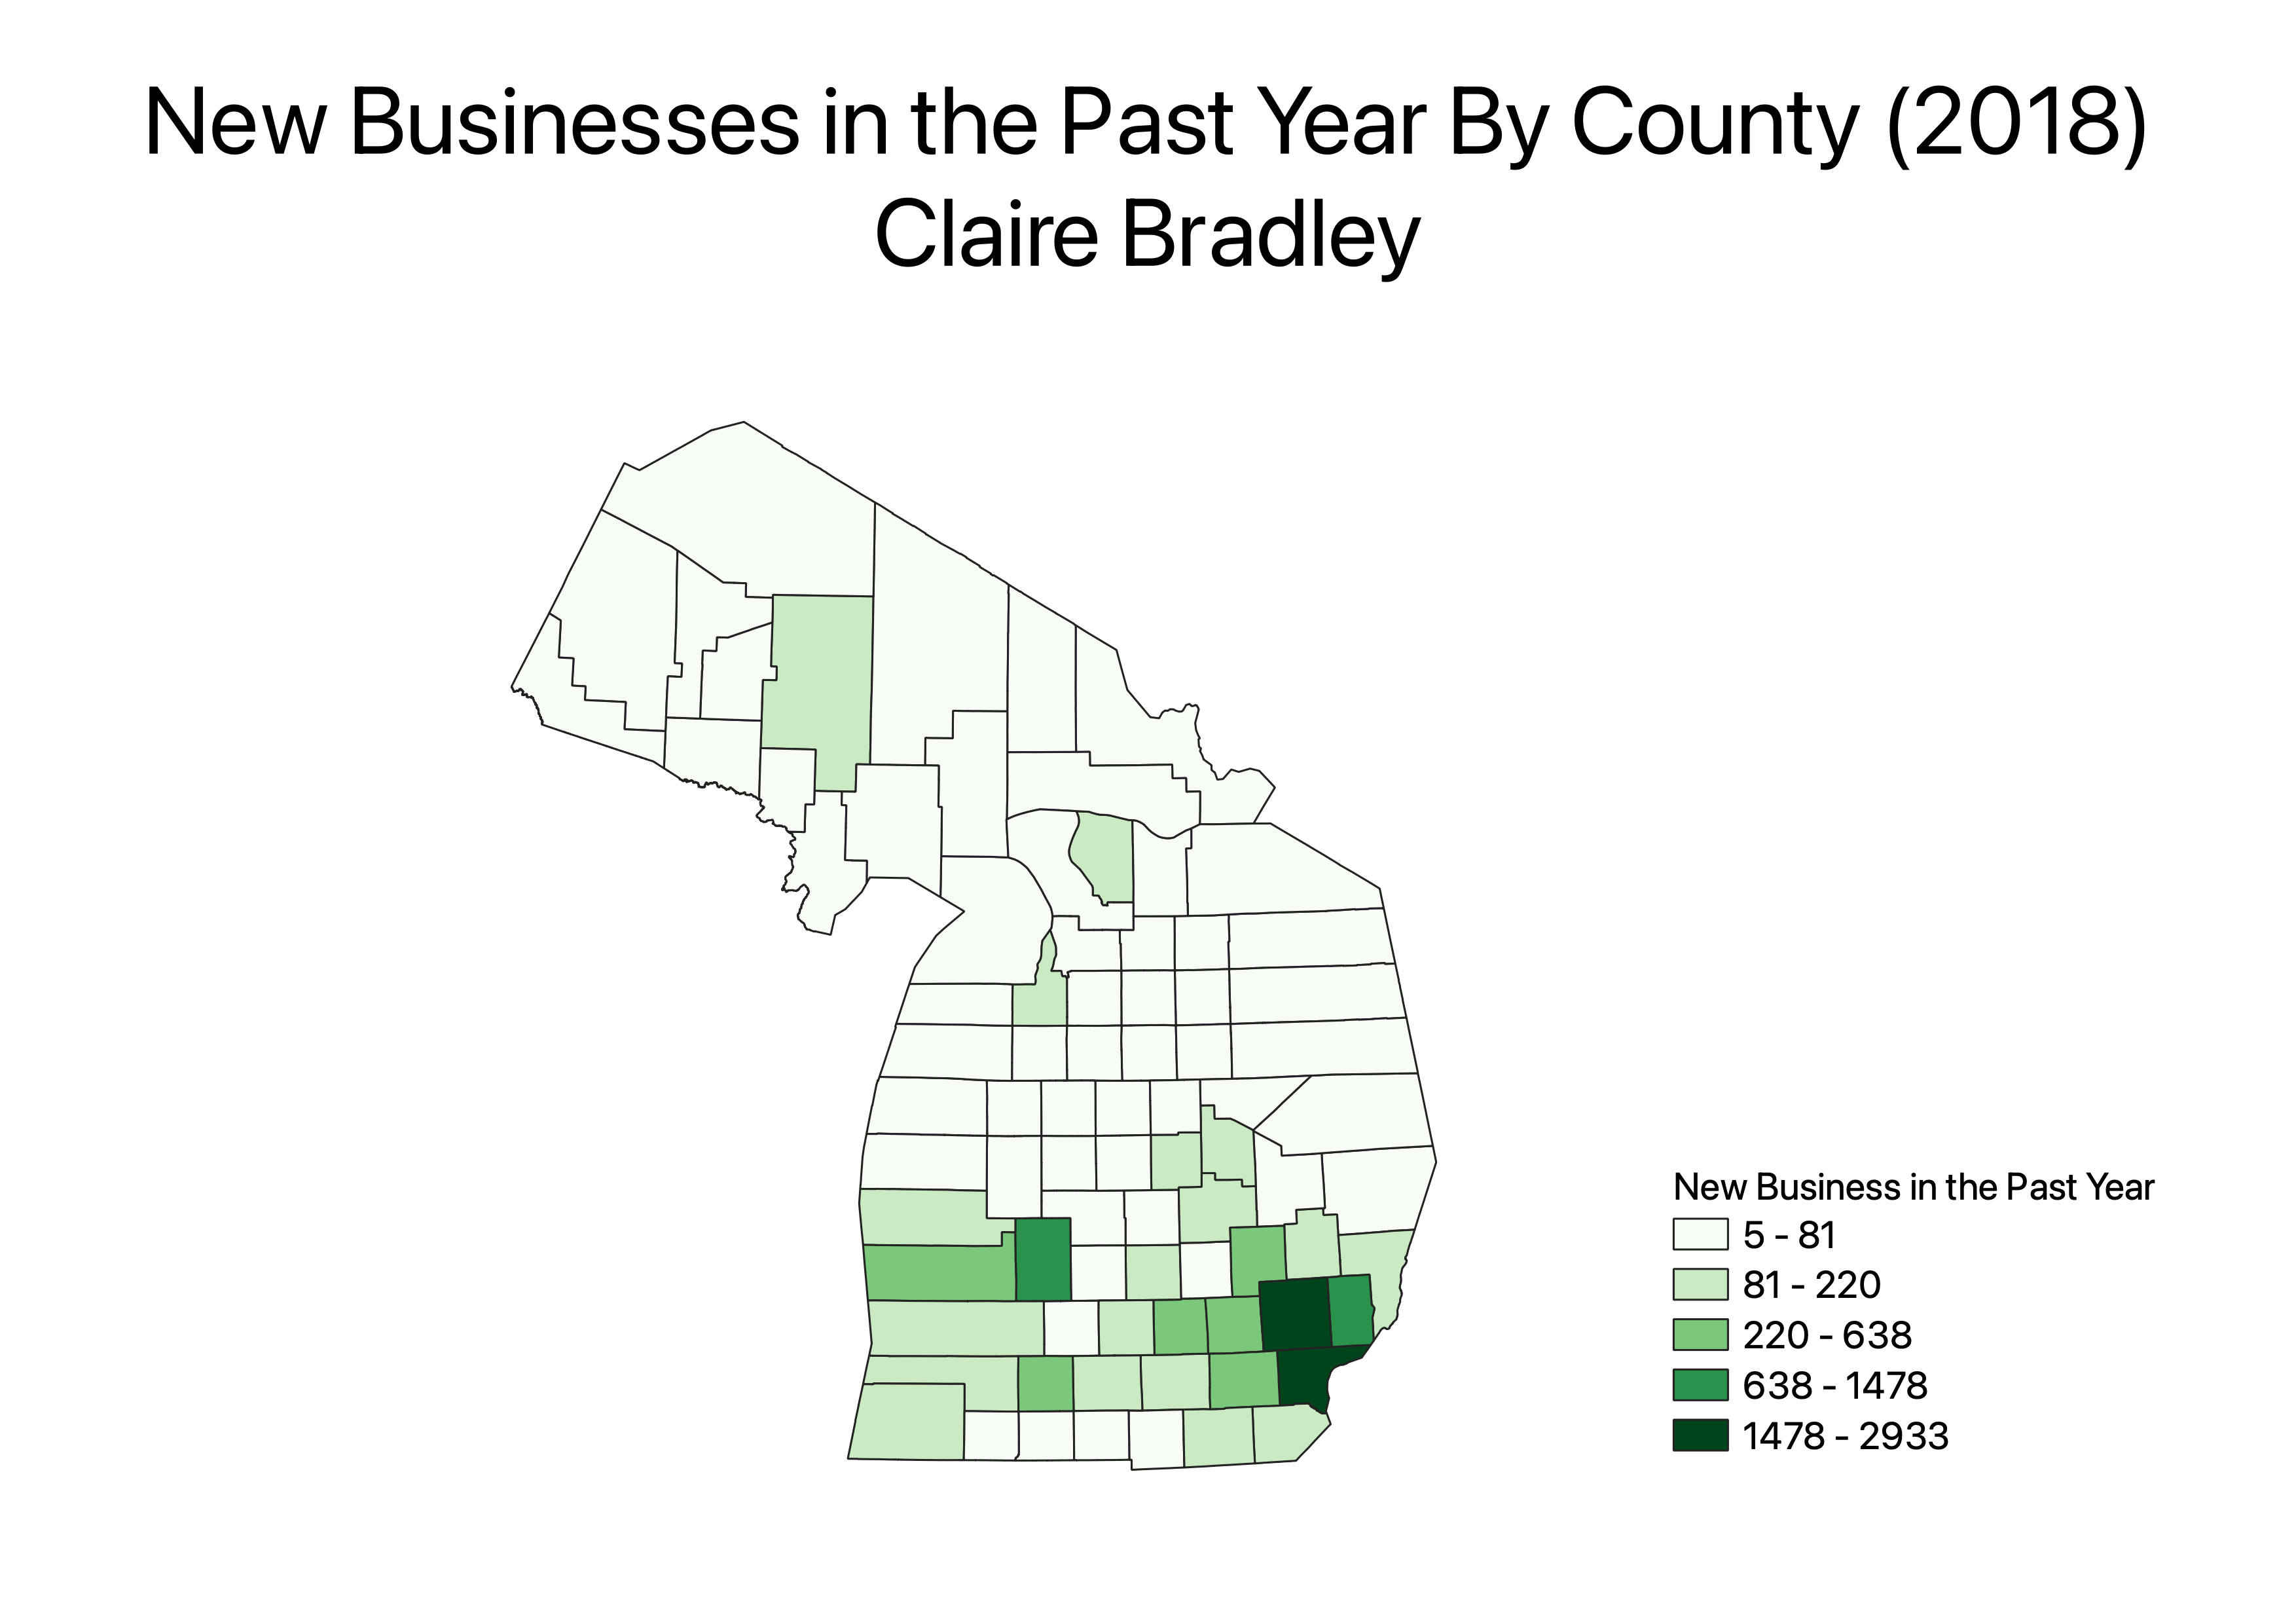 New Businesses in the Past Year By County (2018)
Claire Bradley
New Business in the Past Year
5 - 81
81 - 220
220 - 638
638 - 1478
1478 - 2933